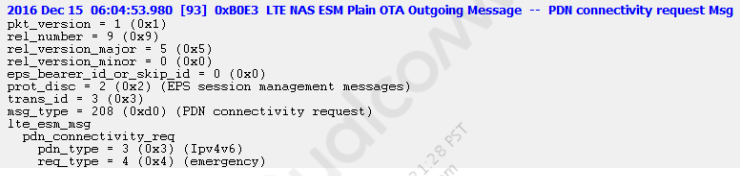 2016 Dec 15  06:04:53.980  [93]  0xB0E3  LTE NAS ESM Plain OTA Outgoing Message  --  PDN connectivity request Msg
pkt_version = 1 (0x1)
rel_number = 9 (0x9)
rel_version_major = 5 (0x5)
rel_version_minor = 0 (0x0)
eps_bearer_id_or_skip_id = 0 (0x0)
prot_disc = 2 (0x2) (EPS session management messages)
trans_id = 3 (0x3)
msg_type = 208 (0xd0) (PDN connectivity request)
lte_esm_msg
  pdn_connectivity_req
    pdn_type = 3 (0x3) (Ipv4v6)
    req_type = 4 (0x4) (emergency)